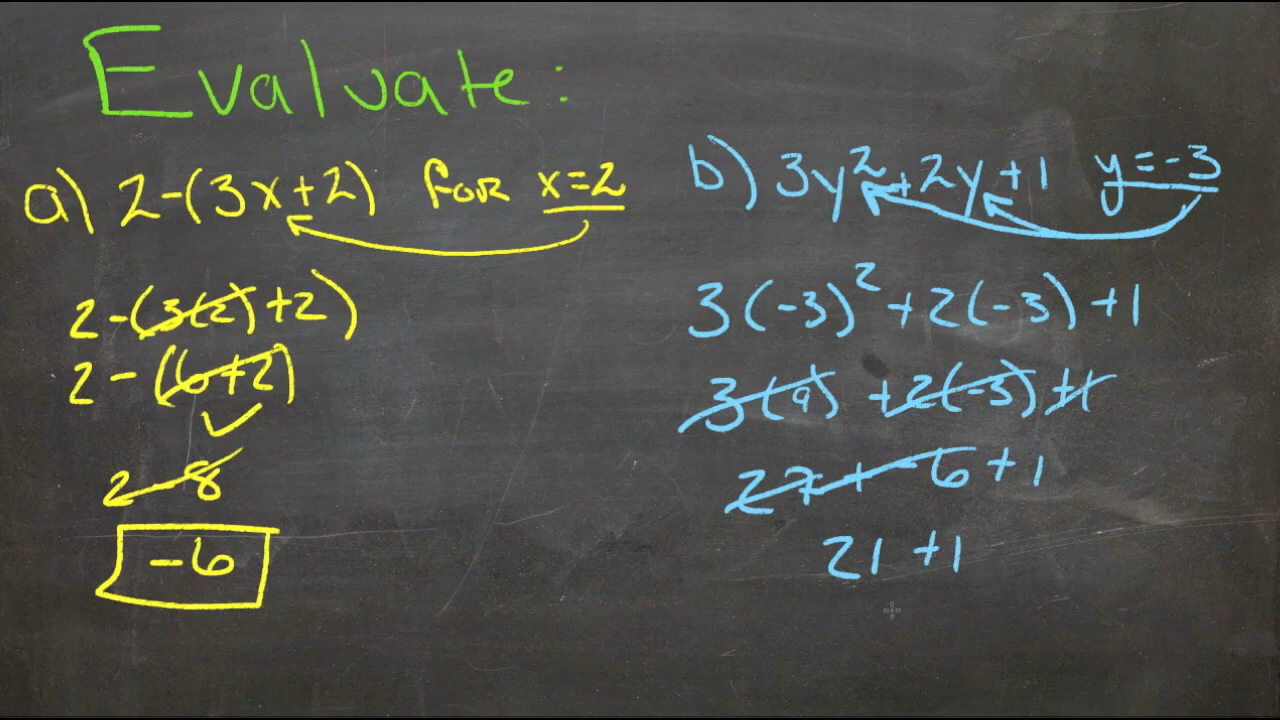 Evaluate:
a) 2-(3x+2) for x=2
2-(3(2)+2)
2-(6+2)
2-8
-6
b) 3y²+2y+1 y=-3
3(-3)²+2(-3)+1
3(9)+2(-3)+1
27+-6+1
21+1